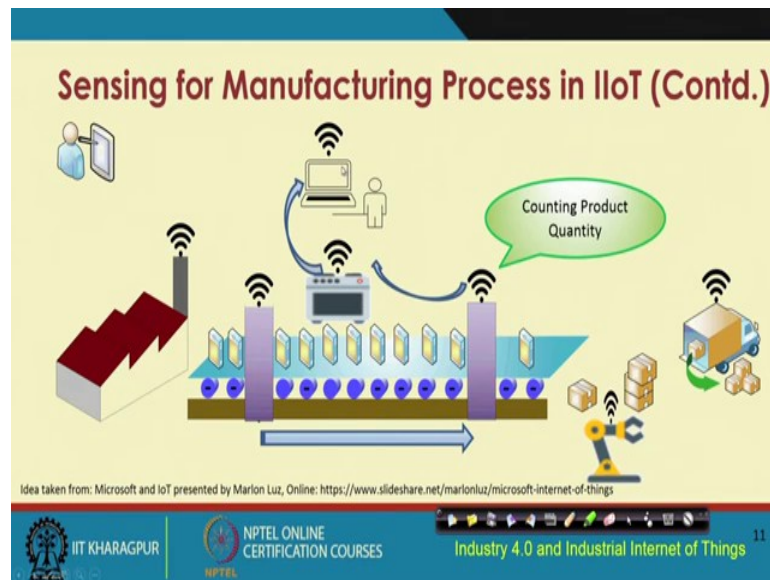 Sensing for Manufacturing Process in IIoT (Contd.)
Counting Product
Quantity
Idea taken from: Microsoft and IoT presented by Marlon Luz, Online: https://www.slideshare.net/marlonluz/microsoft-internet-of-things
IIT KHARAGPUR
NPTEL
NPTEL ONLINE
CERTIFICATION COURSES
Industry 4.0 and Industrial Internet of Things
11